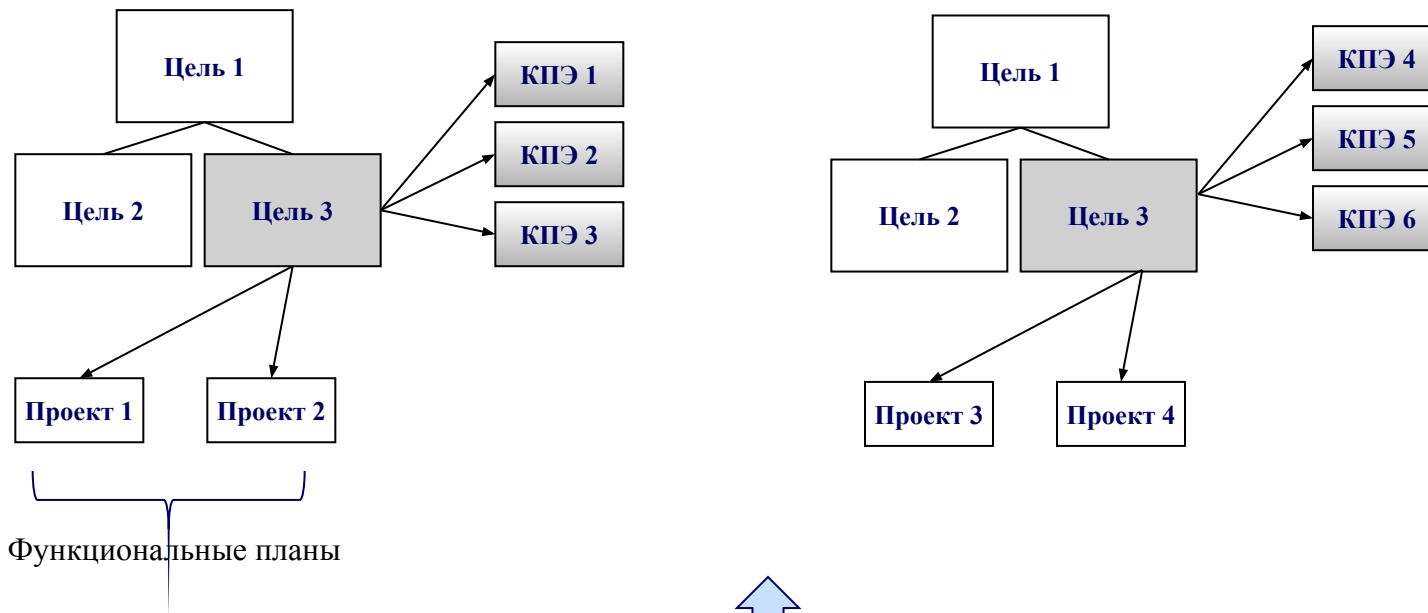 Цель 1
КПЭ 1
КПЭ 2
Цель 2
Цель 3
КПЭ 3
Проект 1
Проект 2
Функциональные планы
Цель 1
КПЭ 4
КПЭ 5
Цель 2
Цель 3
КПЭ 6
Проект 3
Проект 4